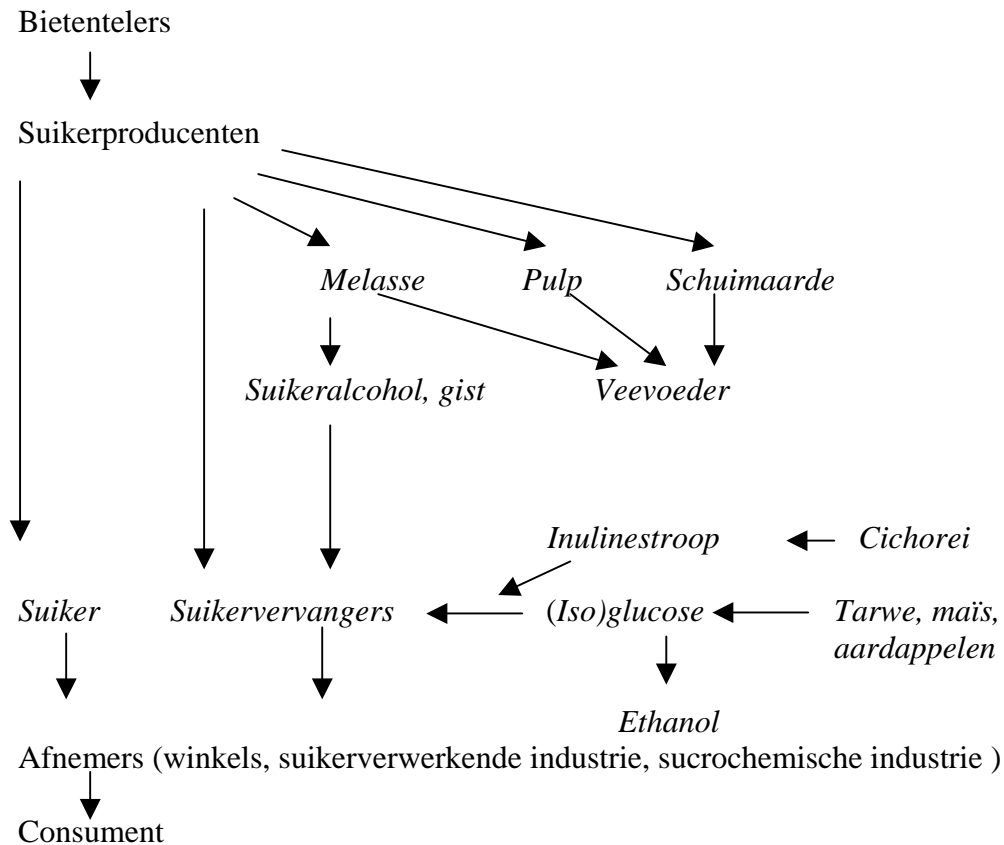 Bietentelers
Suikerproducenten
Melasse
Pulp
Schuimaarde
Suikeralcohol, gist
Veevoeder
Inulinestroop
Cichorei
Suiker
Suikervervangers
(Iso)glucose
Tarwe, maïs,
aardappelen
Ethanol
Afnemers (winkels, suikerverwerkende industrie, sucrochemische industrie )
Consument